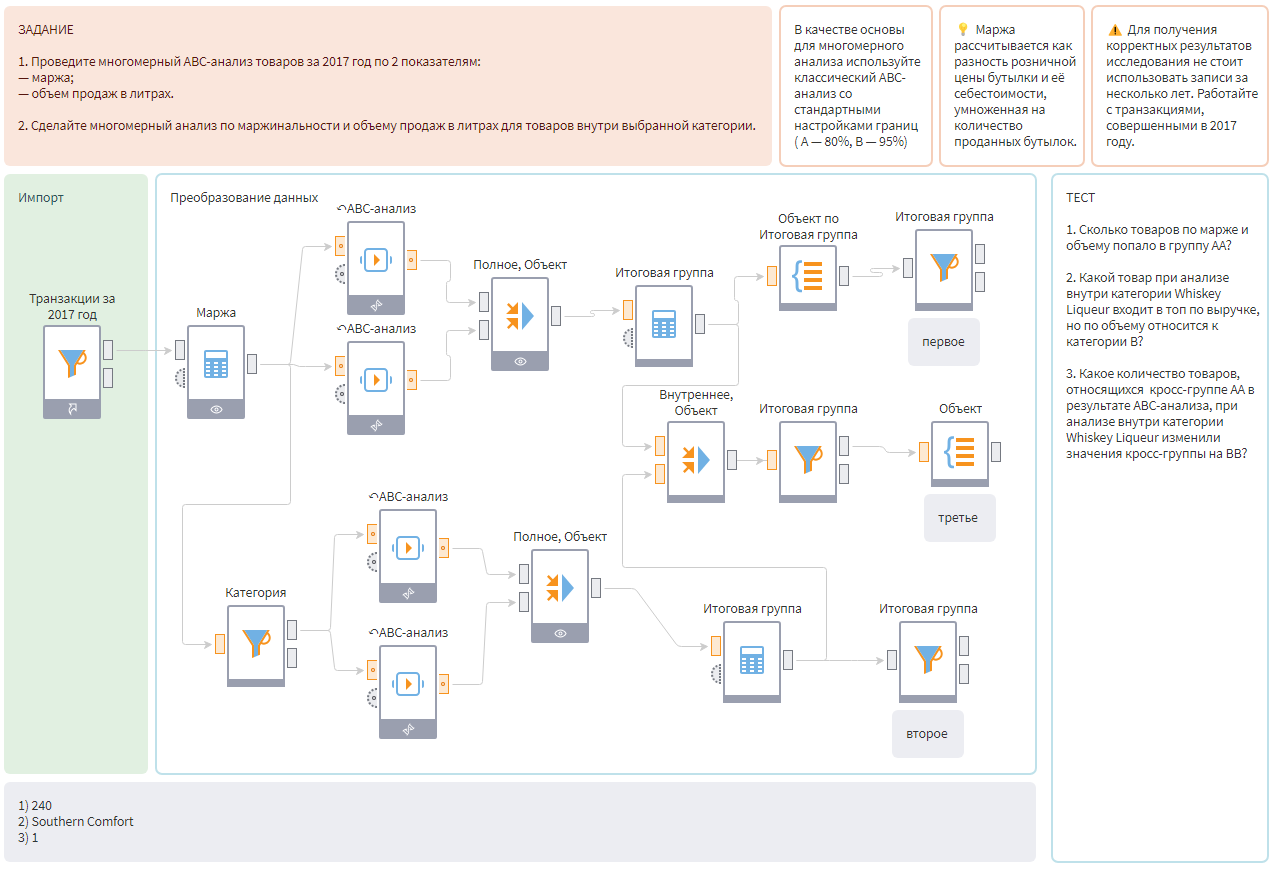 ЗАДАНИЕ
1. Проведите многомерный ABC-анализ товаров за 2017 год по 2 показателям:
— маржа;
— объем продаж в литрах.
2. Сделайте многомерный анализ по маржинальности и объему продаж в литрах для товаров внутри выбранной категории.
В качестве основы
для многомерного
анализа используйте
классический ABC-
анализ со
стандартными
настройками границ
( A — 80%, B — 95%)
💡 Маржа
рассчитывается как
разность розничной
цены бутылки и её
себестоимости,
умноженная на
количество
проданных бутылок.
⚠️ Для получения
корректных результатов
исследования не стоит
использовать записи за
несколько лет. Работайте
с транзакциями,
совершенными в 2017
году.
Импорт
Транзакции за
2017 год
Преобразование данных
Маржа
ABC-анализ
ABC-анализ
Полное, Объект
Итоговая группа
Объект по
Итоговая группа
Итоговая группа
первое
Внутреннее,
Объект
Итоговая группа
Объект
третье
Категория
ABC-анализ
ABC-анализ
Полное, Объект
Итоговая группа
Итоговая группа
второе
ТЕСТ
1. Сколько товаров по марже и
объему попало в группу АА?
2. Какой товар при анализе
внутри категории Whiskey
Liqueur входит в топ по выручке,
но по объему относится к
категории B?
3. Какое количество товаров,
относящихся кросс-группе АА в
результате ABC-анализа, при
анализе внутри категории
Whiskey Liqueur изменили
значения кросс-группы на BB?
1) 240
2) Southern Comfort
3) 1